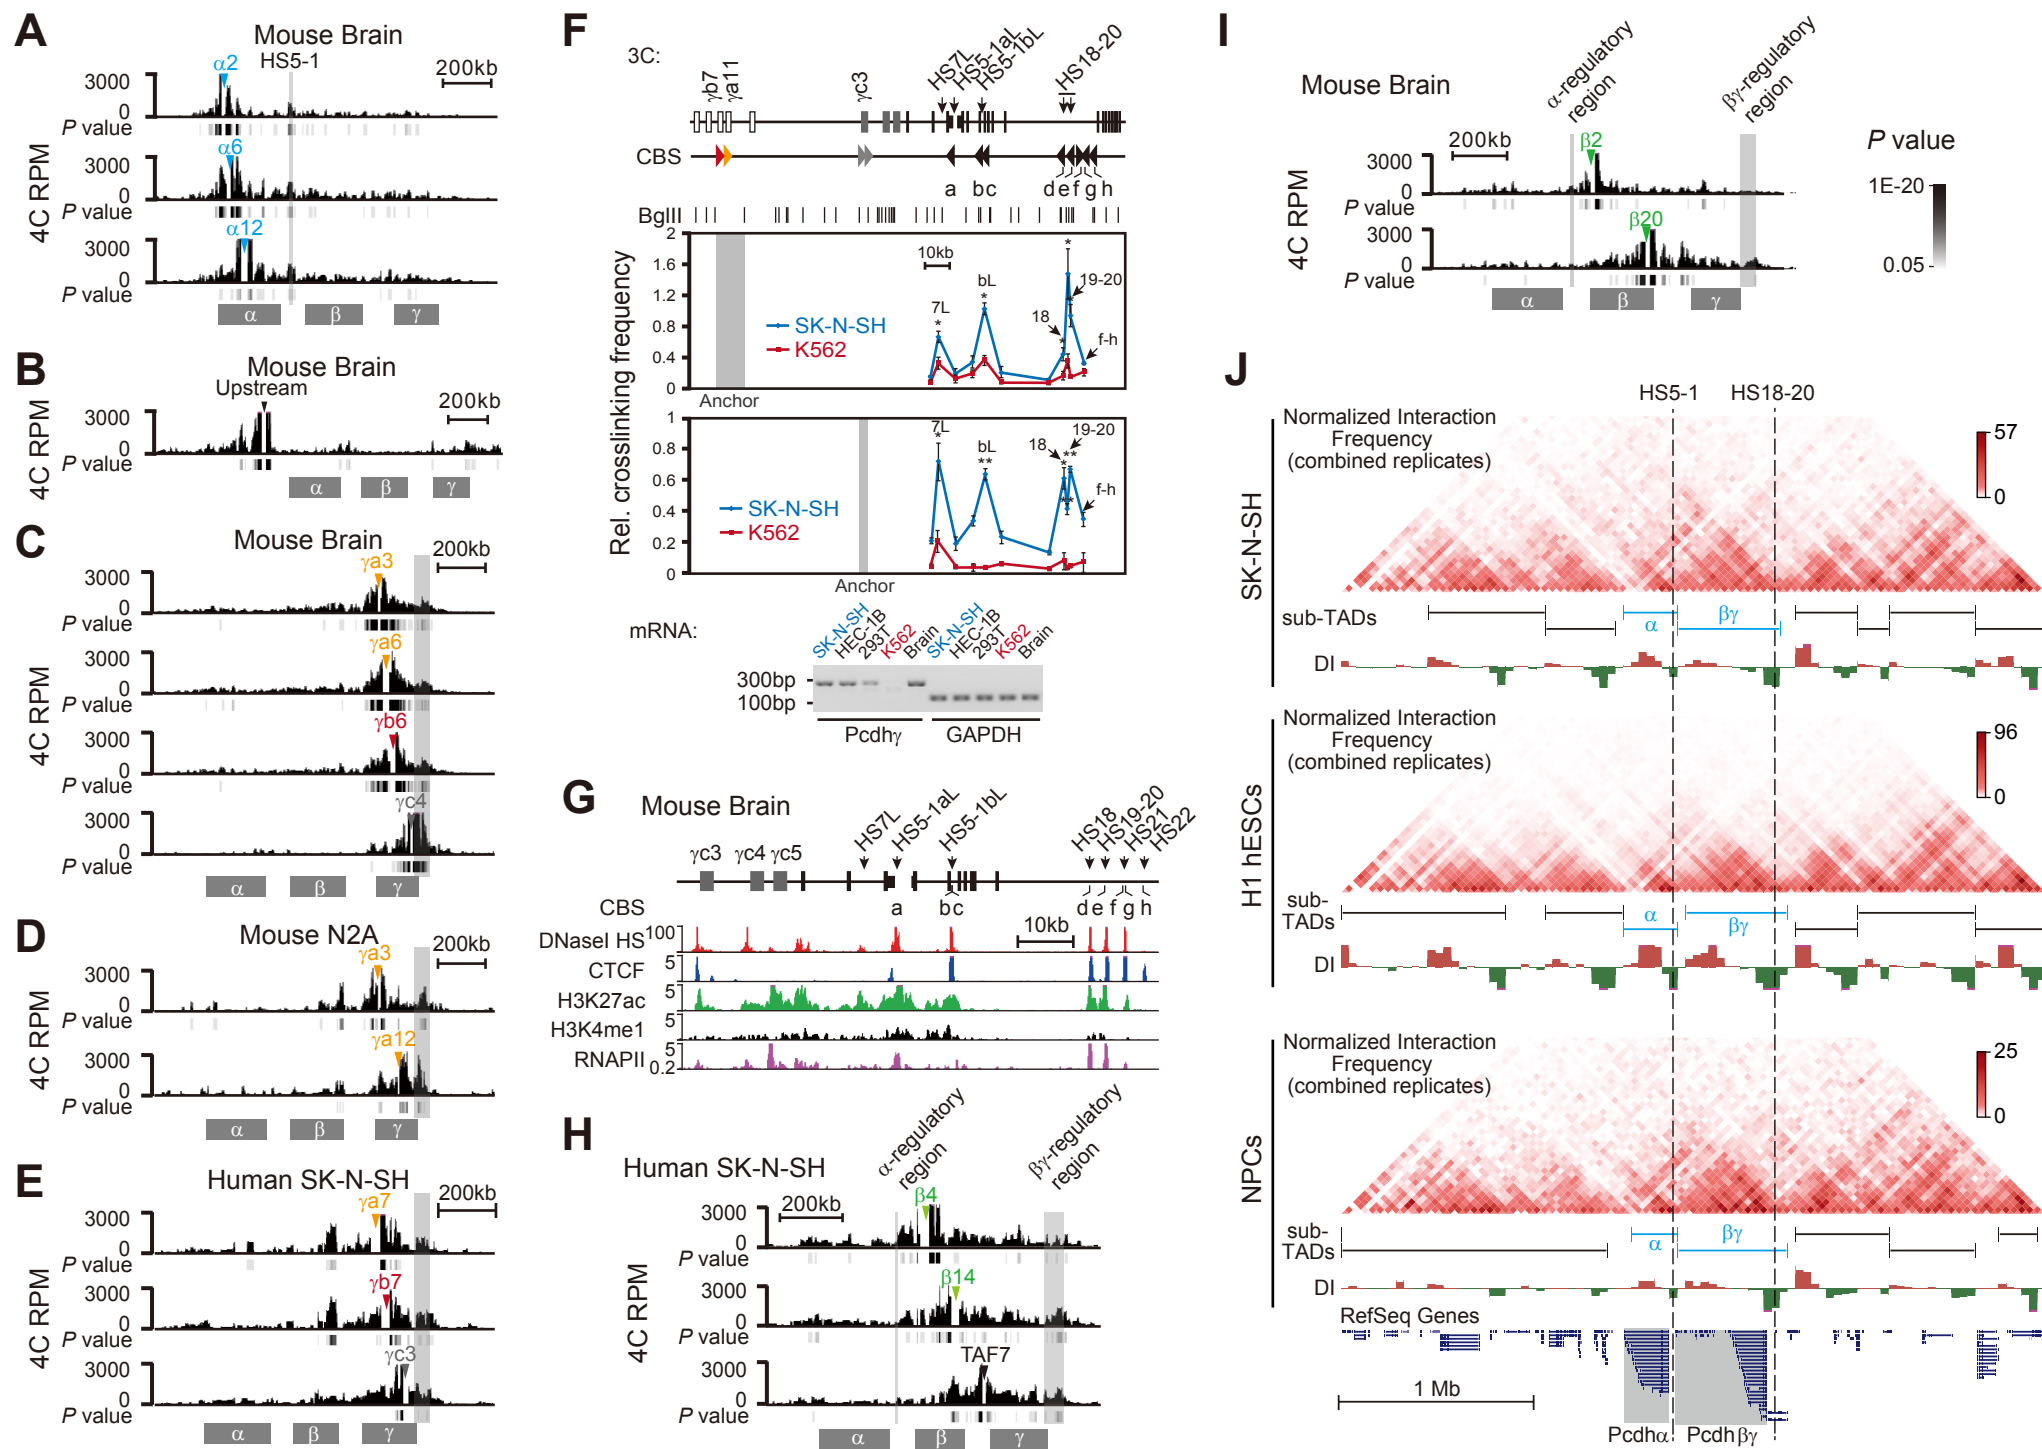 A
Mouse Brain
HS5-1
200kb
4C RPM
α2
3000
0
P value
α6
3000
0
P value
α12
3000
0
P value
α β γ
B
Mouse Brain
Upstream
200kb
4C RPM
3000
0
P value
α β γ
C
Mouse Brain
200kb
4C RPM
γa3
3000
0
P value
γa6
3000
0
P value
γb6
3000
0
P value
γc4
3000
0
P value
α β γ
D
Mouse N2A
200kb
4C RPM
γa3
3000
0
P value
γa12
3000
0
P value
α β γ
E
Human SK-N-SH
200kb
4C RPM
γa7
3000
0
P value
γb7
3000
0
P value
γc3
3000
0
P value
α β γ
F
3C:
γb7 γa11 γc3 HS7L HS5-1aL HS5-1bL HS18-20
CBS
a b c d e f g h
BglII
Rel. crosslinking frequency
2
1.6
1.2
0.8
0.4
0
10kb
SK-N-SH
K562
7L
*
bL
*
18
*
*
19-20
*
f-h
Anchor
1
0.8
0.6
0.4
0.2
0
SK-N-SH
K562
7L
*
bL
**
18
*
19-20
**
**
f-h
Anchor
mRNA:
SK-N-SH HEC-1B 293T K562 Brain SK-N-SH HEC-1B 293T K562 Brain
300bp
100bp
Pcdhγ GAPDH
G
Mouse Brain
γc3 γc4 γc5 HS7L HS5-1aL HS5-1bL HS18 HS19-20 HS21 HS22
CBS
a b c d e f g h
10kb
DNaseI HS 100
CTCF 5
H3K27ac 5
H3K4me1 5
RNAPII 5
0.2
H
Human SK-N-SH
α-regulatory region
βγ-regulatory region
200kb
4C RPM
β4
3000
0
P value
β14
3000
0
P value
TAF7
3000
0
P value
α β γ
I
Mouse Brain
α-regulatory region
βγ-regulatory region
200kb
4C RPM
β2
3000
0
P value
β20
3000
0
P value
α β γ
P value
1E-20
0.05
J
HS5-1 HS18-20
SK-N-SH
Normalized Interaction
Frequency
(combined replicates)
57
0
sub-TADs
α βγ
DI
H1 hESCs
Normalized Interaction
Frequency
(combined replicates)
96
0
sub-
TADs
α βγ
DI
NPCs
Normalized Interaction
Frequency
(combined replicates)
25
0
sub-
TADs
α βγ
DI
RefSeq Genes
1 Mb
Pcdhα Pcdhβγ